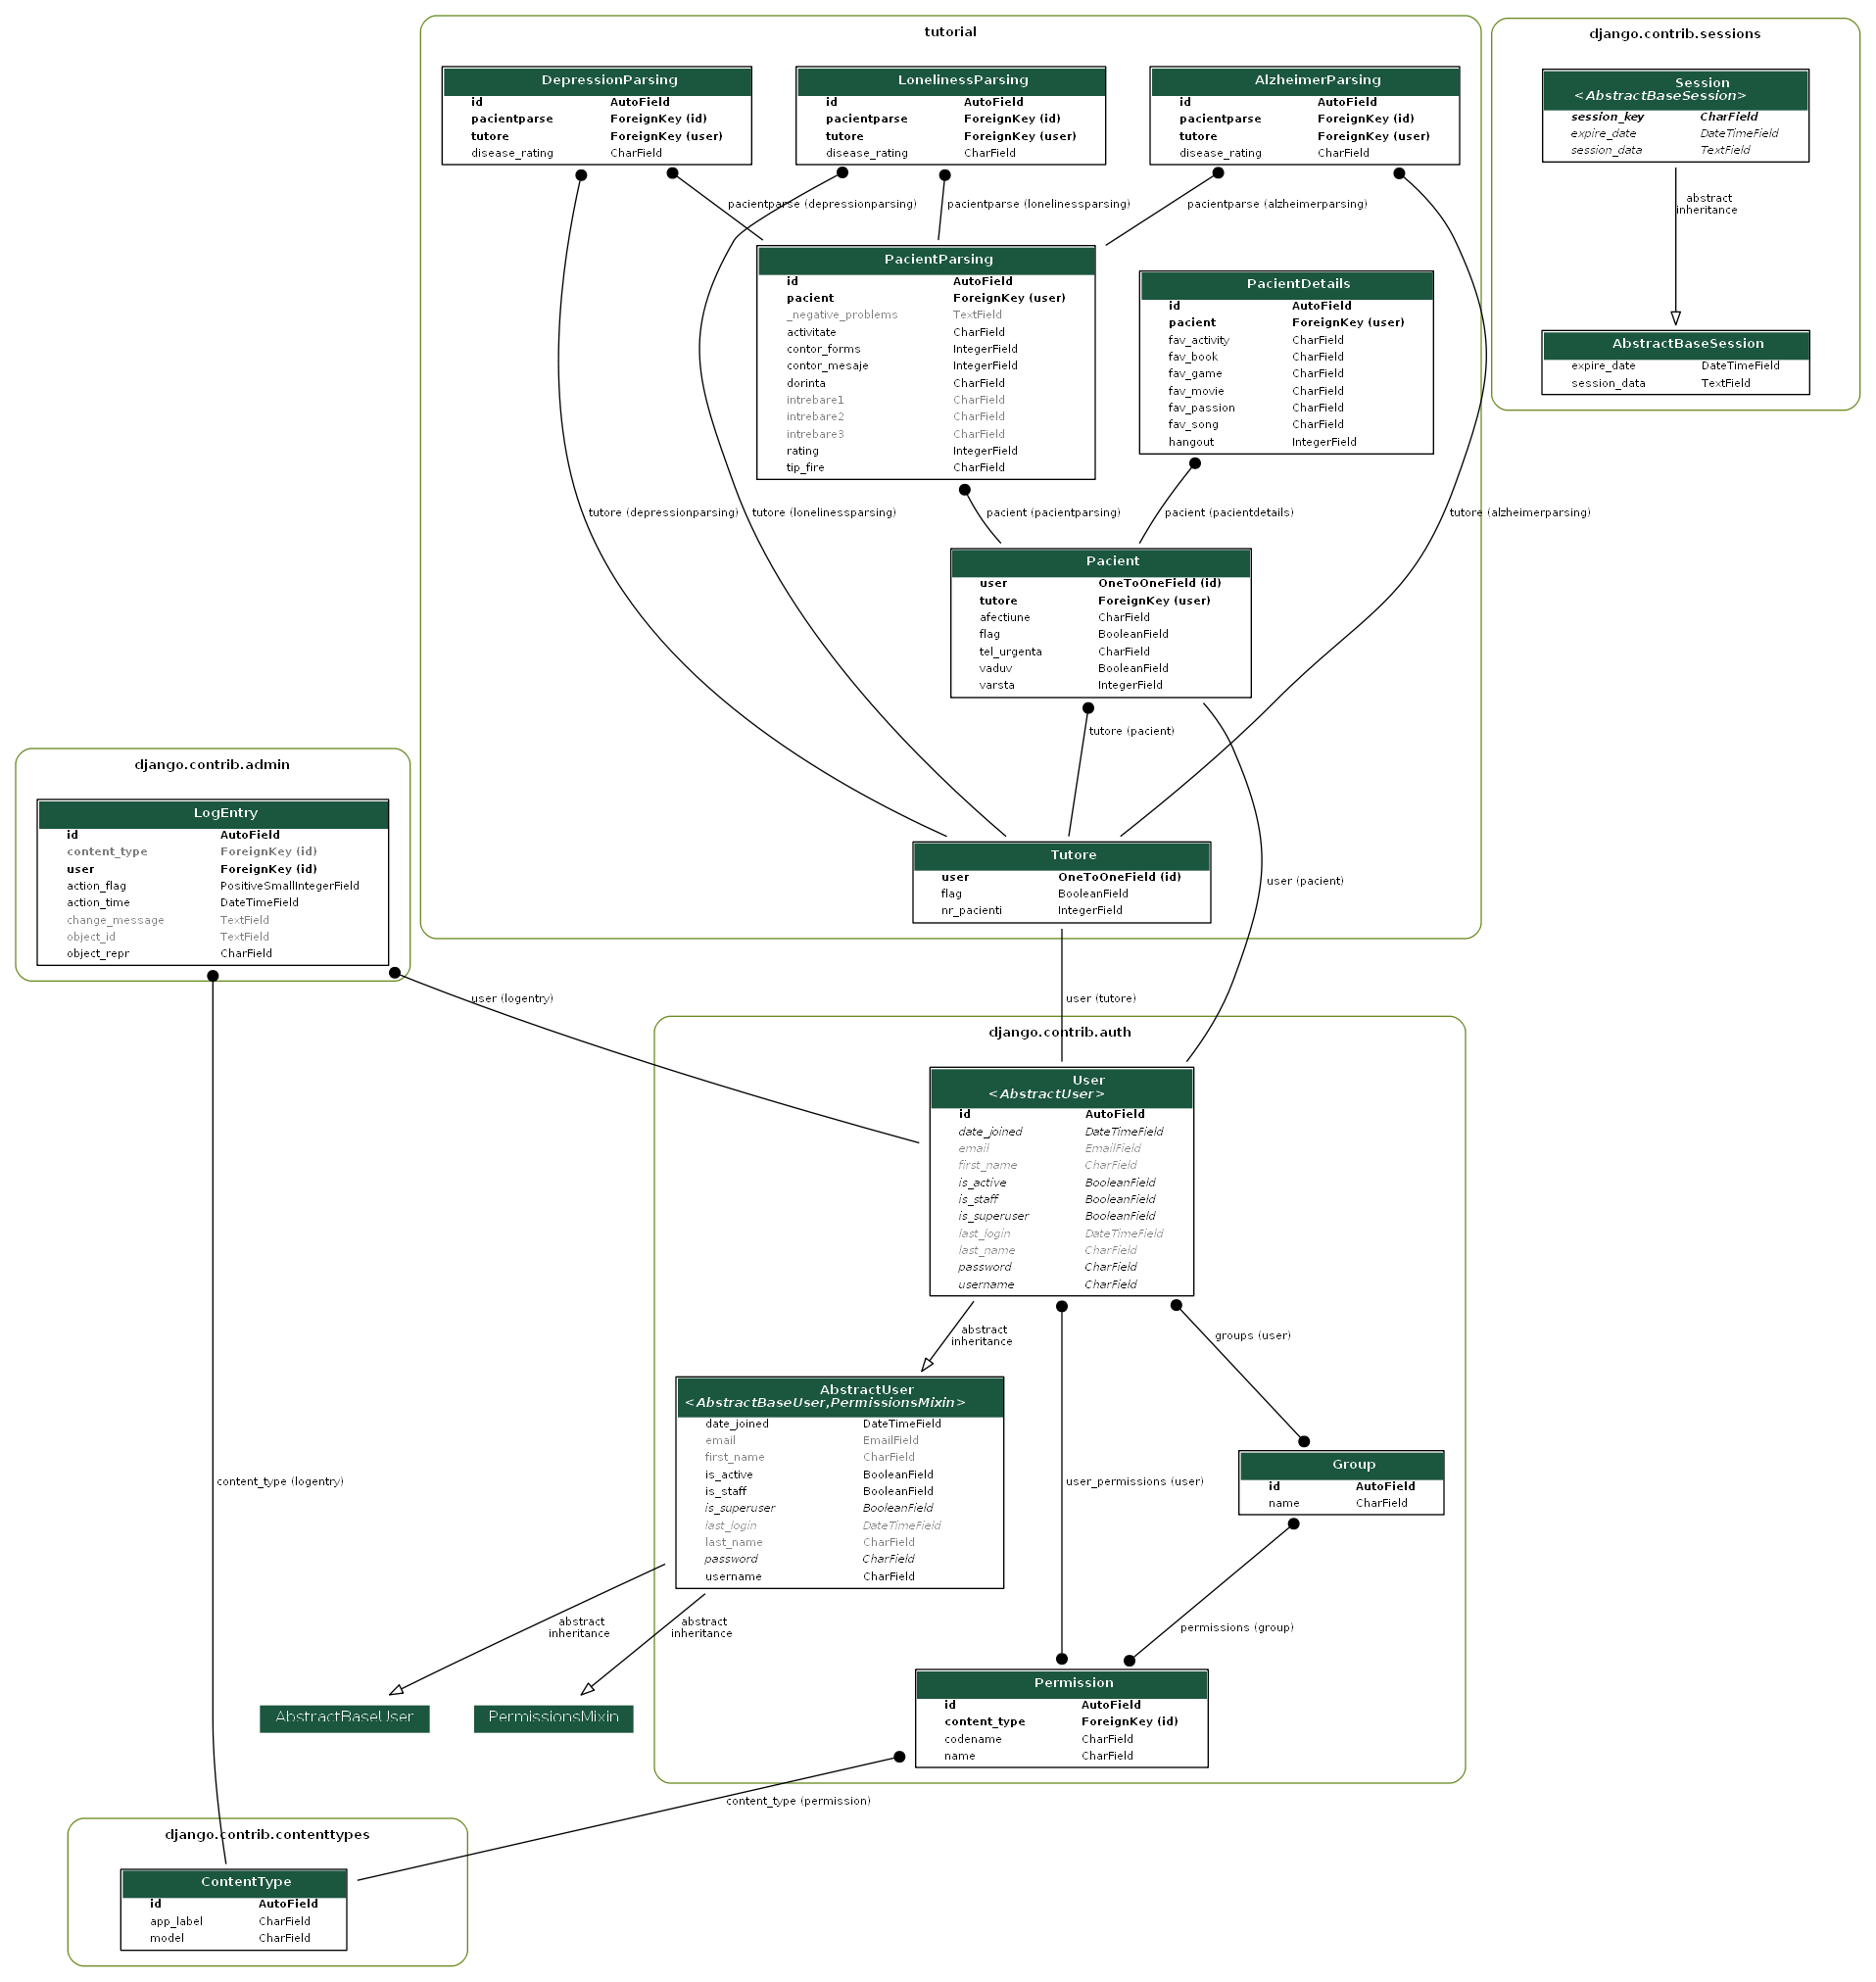 tutorial
DepressionParsing
id AutoField
pacientparse ForeignKey (id)
tutore ForeignKey (user)
disease_rating CharField
LonelinessParsing
id AutoField
pacientparse ForeignKey (id)
tutore ForeignKey (user)
disease_rating CharField
AlzheimerParsing
id AutoField
pacientparse ForeignKey (id)
tutore ForeignKey (user)
disease_rating CharField
django.contrib.sessions
Session
<AbstractBaseSession>
session_key CharField
expire_date DateTimeField
session_data TextField
abstract
inheritance
AbstractBaseSession
expire_date DateTimeField
session_data TextField
pacientparse (depressionparsing)
pacientparse (lonelinessparsing)
pacientparse (alzheimerparsing)
PacientParsing
id AutoField
pacient ForeignKey (user)
_negative_problems TextField
activitate CharField
contor_forms IntegerField
contor_mesaje IntegerField
dorinta CharField
intrebare1 CharField
intrebare2 CharField
intrebare3 CharField
rating IntegerField
tip_fire CharField
PacientDetails
id AutoField
pacient ForeignKey (user)
fav_activity CharField
fav_book CharField
fav_game CharField
fav_movie CharField
fav_passion CharField
fav_song CharField
hangout IntegerField
tutore (depressionparsing)
tutore (lonelinessparsing)
pacient (pacientparsing)
pacient (pacientdetails)
tutore (alzheimerparsing)
Pacient
user OneToOneField (id)
tutore ForeignKey (user)
afectiune CharField
flag BooleanField
tel_urgenta CharField
vaduv BooleanField
varsta IntegerField
tutore (pacient)
django.contrib.admin
LogEntry
id AutoField
content_type ForeignKey (id)
user ForeignKey (id)
action_flag PositiveSmallIntegerField
action_time DateTimeField
change_message TextField
object_id TextField
object_repr CharField
Tutore
user OneToOneField (id)
flag BooleanField
nr_pacienti IntegerField
user (pacient)
user (logentry)
user (tutore)
django.contrib.auth
User
<AbstractUser>
id AutoField
date_joined DateTimeField
email EmailField
first_name CharField
is_active BooleanField
is_staff BooleanField
is_superuser BooleanField
last_login DateTimeField
last_name CharField
password CharField
username CharField
abstract
inheritance
groups (user)
AbstractUser
<AbstractBaseUser,PermissionsMixin>
date_joined DateTimeField
email EmailField
first_name CharField
is_active BooleanField
is_staff BooleanField
is_superuser BooleanField
last_login DateTimeField
last_name CharField
password CharField
username CharField
content_type (logentry)
user_permissions (user)
Group
id AutoField
name CharField
abstract
inheritance
abstract
inheritance
permissions (group)
AbstractBaseUser
PermissionsMixin
Permission
id AutoField
content_type ForeignKey (id)
codename CharField
name CharField
content_type (permission)
django.contrib.contenttypes
ContentType
id AutoField
app_label CharField
model CharField